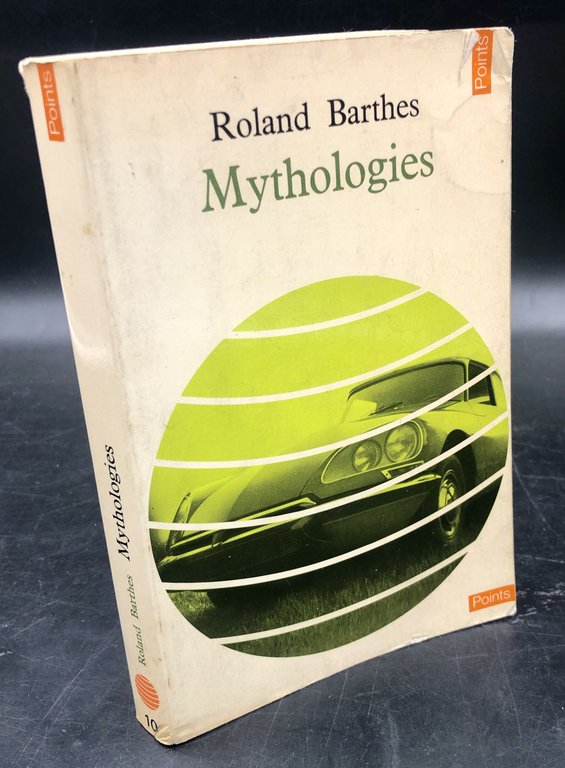 Points
Points
Roland Barthes
Mythologies
Points
Roland Barthes Mythologies
10